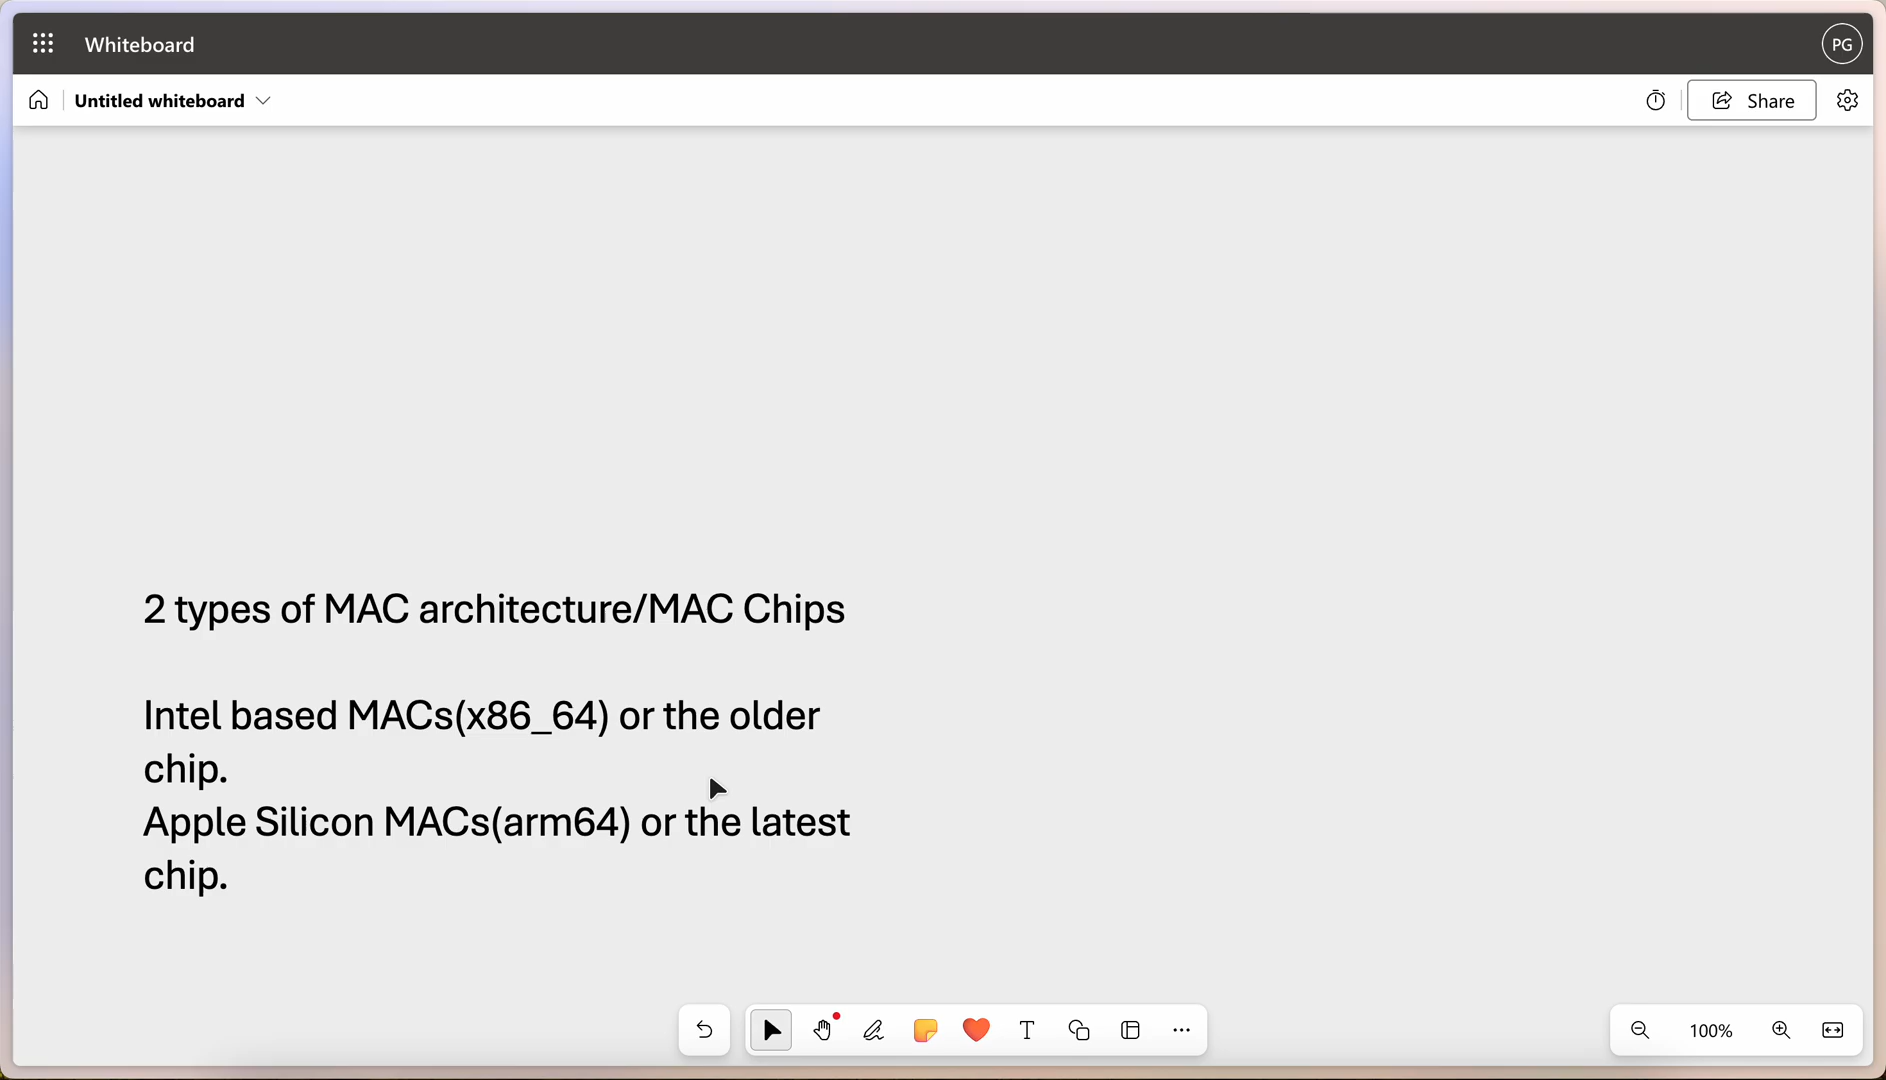 Whiteboard
PG
Untitled whiteboard
Share
2 types of MAC architecture/MAC Chips
Intel based MACs(x86_64) or the older
chip.
Apple Silicon MACs(arm64) or the latest
chip.
100%